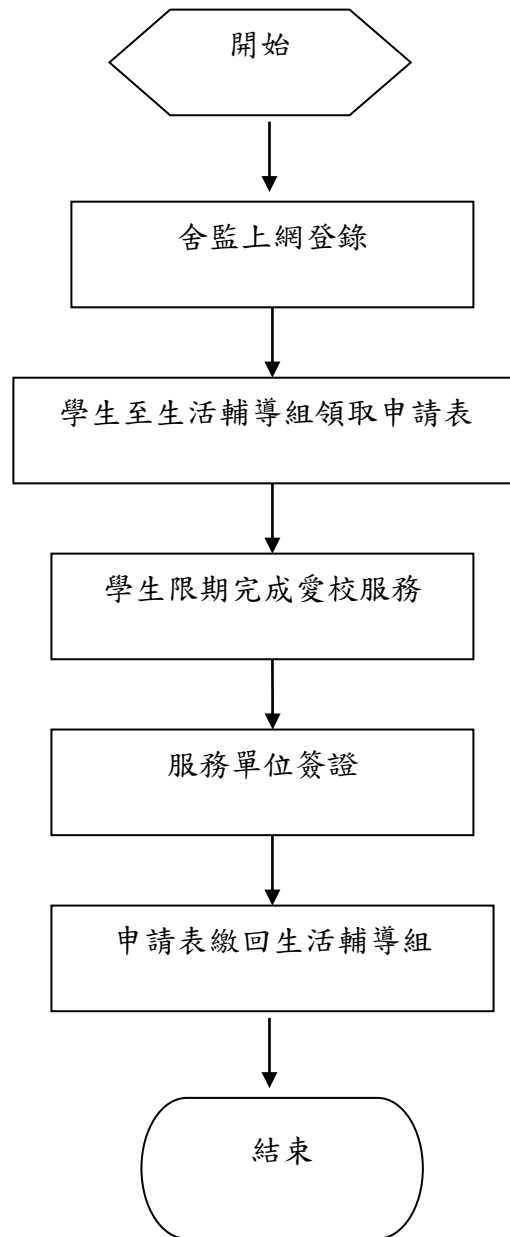 開始
舍監上網登錄
學生至生活輔導組領取申請表
學生限期完成愛校服務
服務單位簽證
申請表繳回生活輔導組
結束